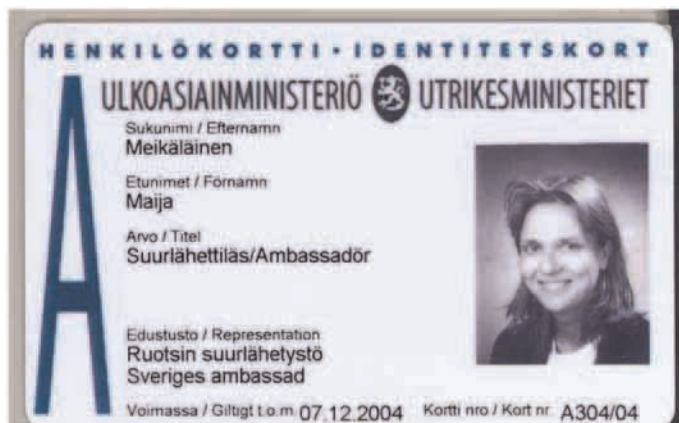 HENKILÖKORTTI · IDENTITETSKORT
A
ULKOASIAINMINISTERIÖ UTRIKESMINISTERIET
Sukunimi / Efternamn
Meikäläinen
Etunimet / Förnamn
Maija
Arvo / Titel
Suurlähettiläs/Ambassadör
Edustusto / Representation
Ruotsin suurlähetystö
Sveriges ambassad
Voimassa / Giltigt t.o.m 07.12.2004 Kortti nro / Kort nr A304/04